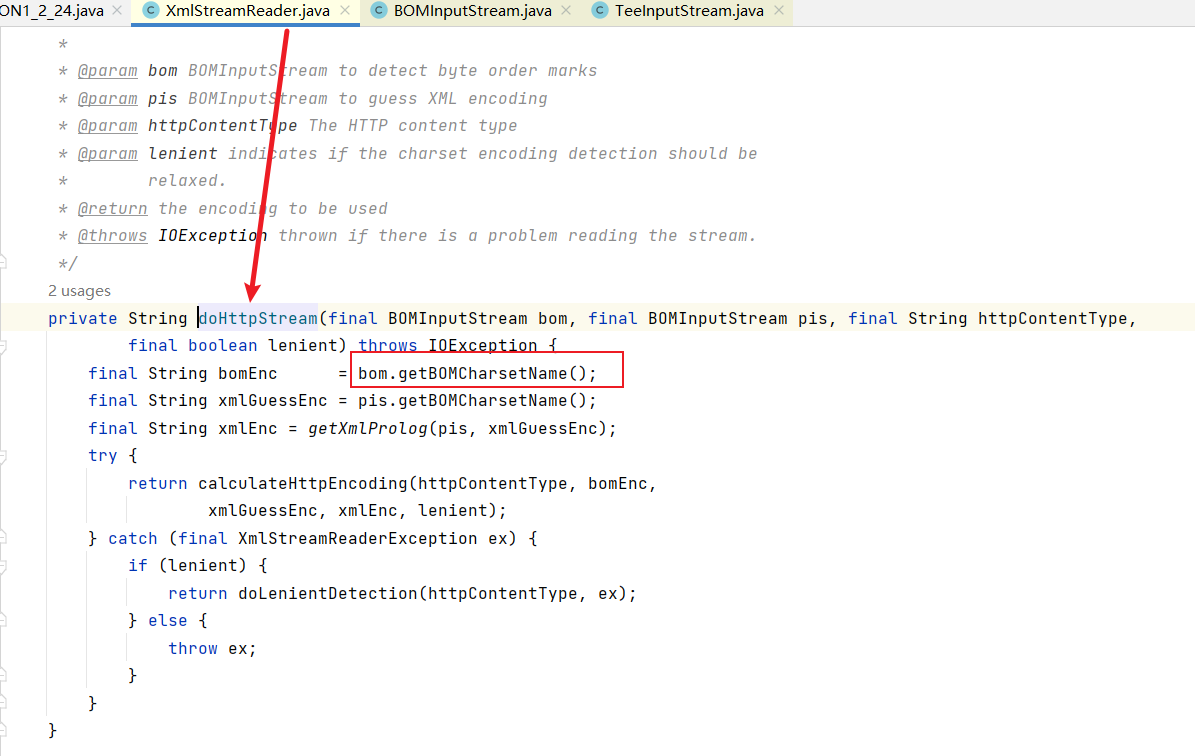 ON1_2_24.java XmlStreamReader.java BOMInputStream.java TeeInputStream.java
*
* @param bom BOMInputStream to detect byte order marks
* @param pis BOMInputStream to guess XML encoding
* @param httpContentType The HTTP content type
* @param lenient indicates if the charset encoding detection should be
* relaxed.
* @return the encoding to be used
* @throws IOException thrown if there is a problem reading the stream.
*/
2 usages
private String doHttpStream(final BOMInputStream bom, final BOMInputStream pis, final String httpContentType,
final boolean lenient) throws IOException {
final String bomEnc = bom.getBOMCharsetName();
final String xmlGuessEnc = pis.getBOMCharsetName();
final String xmlEnc = getXmlProlog(pis, xmlGuessEnc);
try {
return calculateHttpEncoding(httpContentType, bomEnc,
xmlGuessEnc, xmlEnc, lenient);
} catch (final XmlStreamReaderException ex) {
if (lenient) {
return doLenientDetection(httpContentType, ex);
} else {
throw ex;
}
}
}